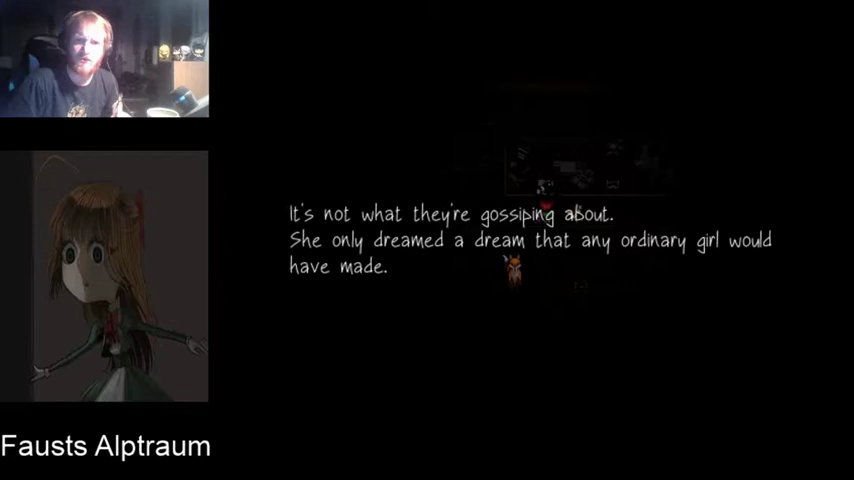 It's not what they're gossiping about.
She only dreamed a dream that any ordinary girl would
have made.
Fausts Alptraum